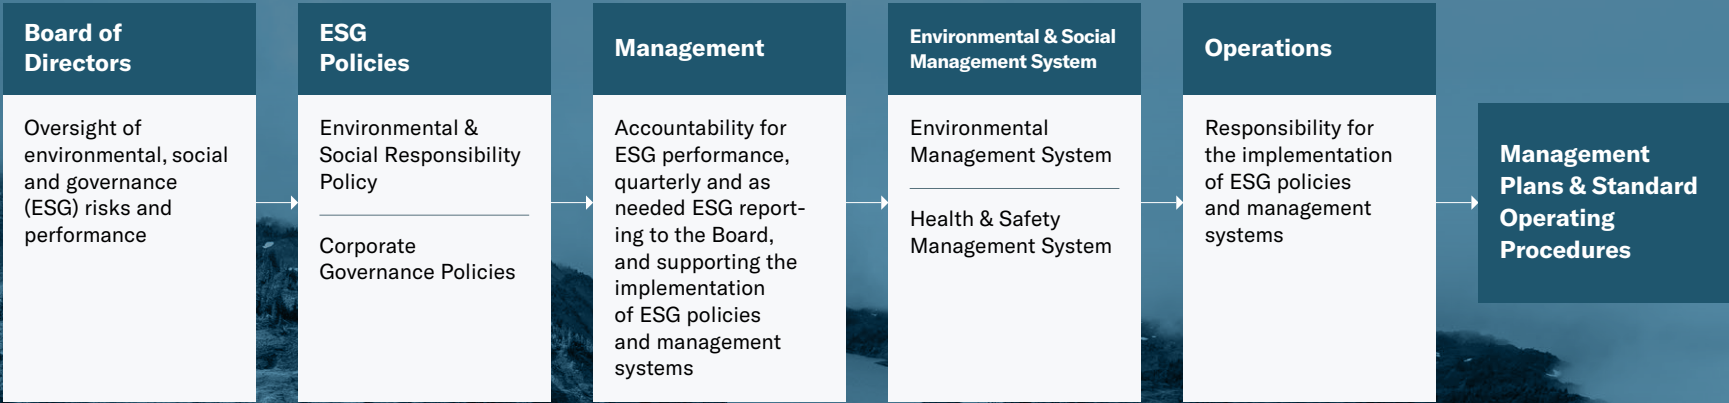 Board of
Directors
Oversight of
environmental, social
and governance
(ESG) risks and
performance
ESG
Policies
Environmental &
Social Responsibility
Policy
Corporate
Governance Policies
Management
Accountability for
ESG performance,
quarterly and as
needed ESG report-
ing to the Board,
and supporting the
implementation
of ESG policies
and management
systems
Environmental & Social
Management System
Environmental
Management System
Health & Safety
Management System
Operations
Responsibility for
the implementation
of ESG policies
and management
systems
Management
Plans & Standard
Operating
Procedures